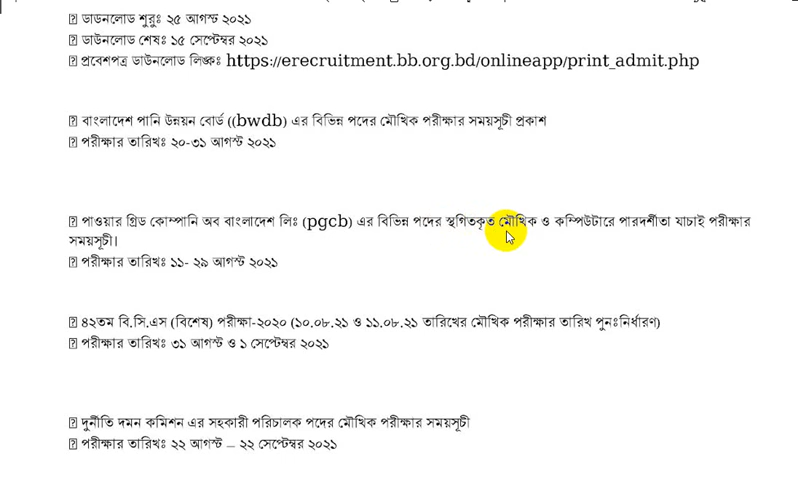 ডাউনলোড শুরুঃ ২৫ আগস্ট ২০২১
ডাউনলোড শেষঃ ১৫ সেপ্টেম্বর ২০২১
প্রবেশপত্র ডাউনলোড লিঙ্কঃ https://erecruitment.bb.org.bd/onlineapp/print_admit.php
বাংলাদেশ পানি উন্নয়ন বোর্ড ((bwdb) এর বিভিন্ন পদের মৌখিক পরীক্ষার সময়সূচী প্রকাশ
পরীক্ষার তারিখঃ ২০-৩১ আগস্ট ২০২১
পাওয়ার গ্রিড কোম্পানি অব বাংলাদেশ লিঃ (pgcb) এর বিভিন্ন পদের স্থগিতকৃত মৌখিক ও কম্পিউটারে পারদর্শীতা যাচাই পরীক্ষার
সময়সূচী।
পরীক্ষার তারিখঃ ১১- ২৯ আগস্ট ২০২১
৪২তম বি.সি.এস (বিশেষ) পরীক্ষা-২০২০ (১০.০৮.২১ ও ১১.০৮.২১ তারিখের মৌখিক পরীক্ষার তারিখ পুনঃনির্ধারণ)
পরীক্ষার তারিখঃ ৩১ আগস্ট ও ১ সেপ্টেম্বর ২০২১
দুর্নীতি দমন কমিশন এর সহকারী পরিচালক পদের মৌখিক পরীক্ষার সময়সূচী
পরীক্ষার তারিখঃ ২২ আগস্ট – ২২ সেপ্টেম্বর ২০২১